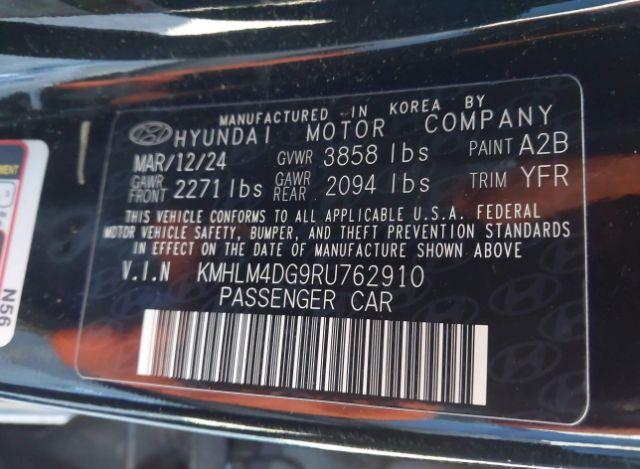 MANUFACTURED IN KOREA BY
HYUNDAI MOTOR COMPANY
MAR/12/24 GVWR 3858 lbs PAINT A2B
GAWR FRONT 2271 lbs GAWR REAR 2094 lbs TRIM YFR
THIS VEHICLE CONFORMS TO ALL APPLICABLE U.S.A. FEDERAL
MOTOR VEHICLE SAFETY, BUMPER, AND THEFT PREVENTION STANDARDS
IN EFFECT ON THE DATE OF MANUFACTURE SHOWN ABOVE
V.I.N KMHLM4DG9RU762910
PASSENGER CAR
N56